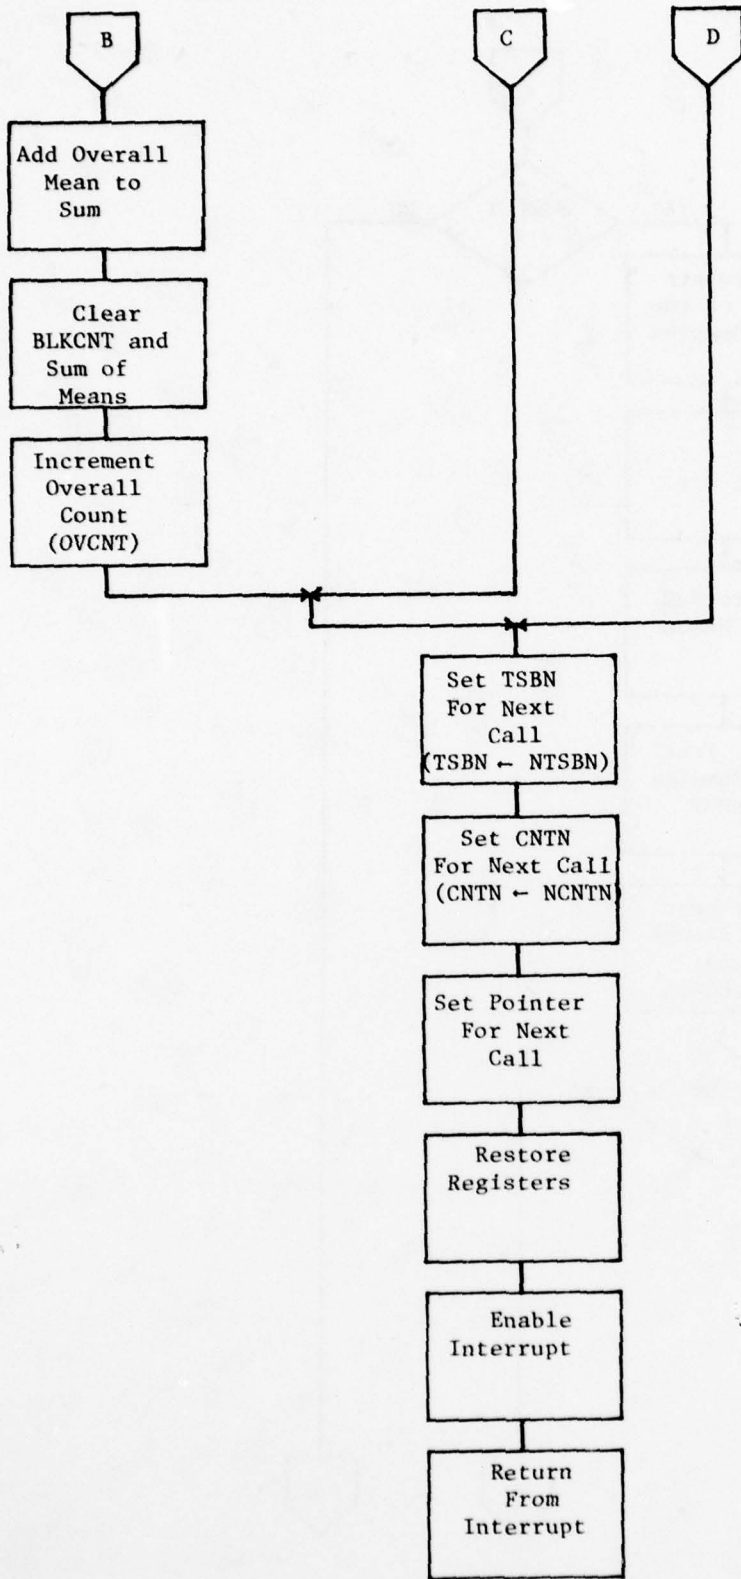 B
C
D
Add Overall
Mean to
Sum
Clear
BLKCNT and
Sum of
Means
Increment
Overall
Count
(OVCNT)
Set TSBN
For Next
Call
(TSBN ← NTSBN)
Set CNTN
For Next Call
(CNTN ← NCNTN)
Set Pointer
For Next
Call
Restore
Registers
Enable
Interrupt
Return
From
Interrupt